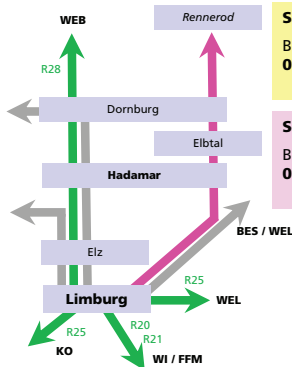 WEB
Rennerod
R28
Dornburg
Elbtal
Hadamar
BES / WEL
Elz
R25
Limburg
WEL
R25
R20
R21
KO
WI / FFM
S
B
0
S
B
0